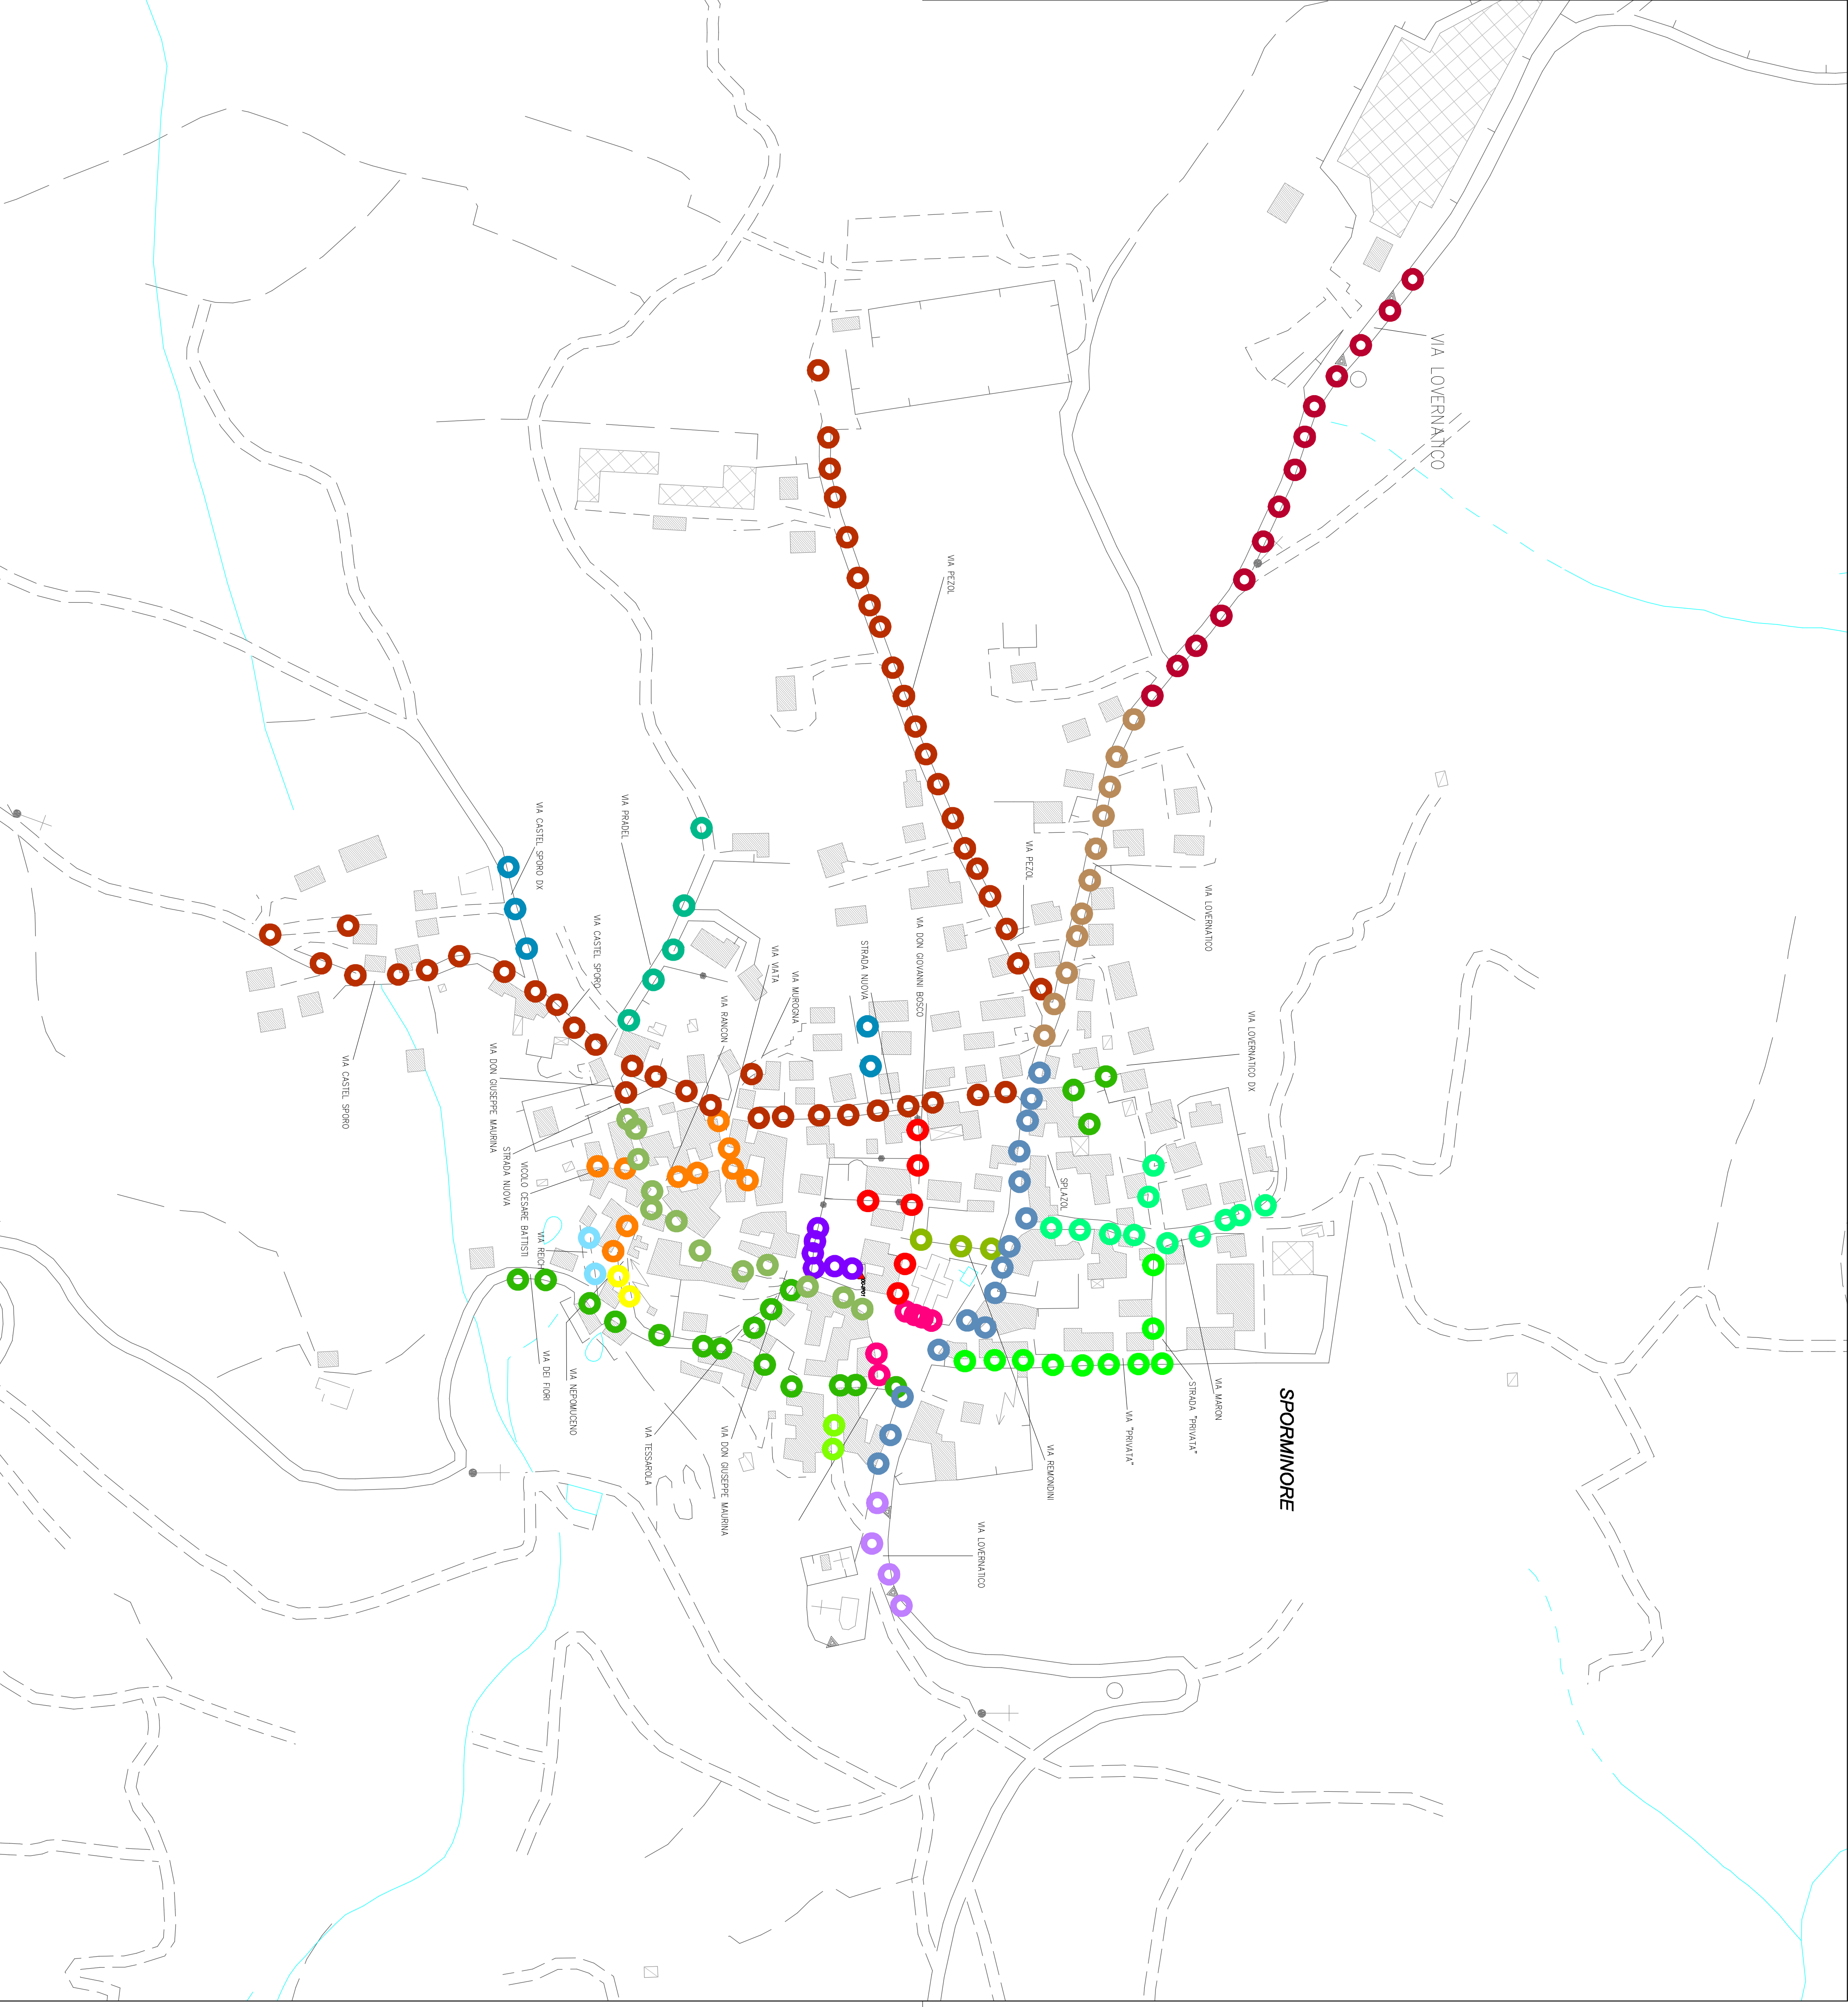 VIA LOVERNATICO
VIA PEZOL
VIA CASTEL SPORO DX
VIA PRADEL
VIA PEZOL
VIA LOVERNATICO
VIA CASTEL SPORO
VIA DON GIOVANNI BOSCO
STRADA NUOVA
VIA VIATA
VIA MUROGNA
VIA RANCON
VIA LOVERNATICO DX
VIA DON GIUSEPPE MAURINA
VIA CASTEL SPORO
STRADA NUOVA
VICOLO CESARE BATTISTI
SPLAZOL
VIA REICH
VIA DEI FIORI
VIA NEPOMUCENO
VIA MARON
STRADA "PRIVATA"
VIA "PRIVATA"
SPORMINORE
VIA TESSAROLA
VIA DON GIUSEPPE MAURINA
VIA REMONDINI
VIA LOVERNATICO